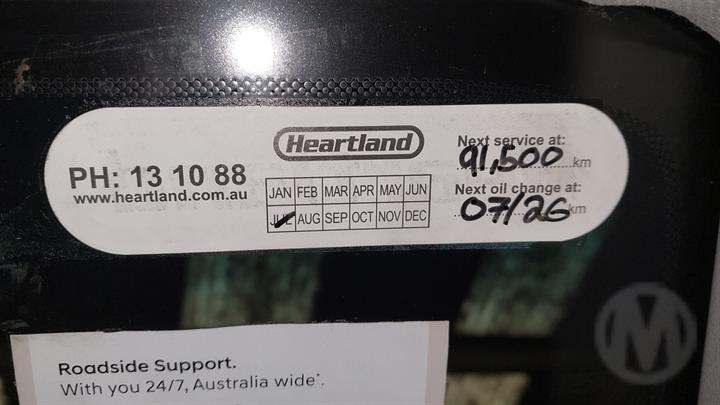 Heartland
PH: 13 10 88
www.heartland.com.au
JAN FEB MAR APR MAY JUN
JUL AUG SEP OCT NOV DEC
Next service at:
91,500 km
Next oil change at:
07/26 km
Roadside Support.
With you 24/7, Australia wide*.
M